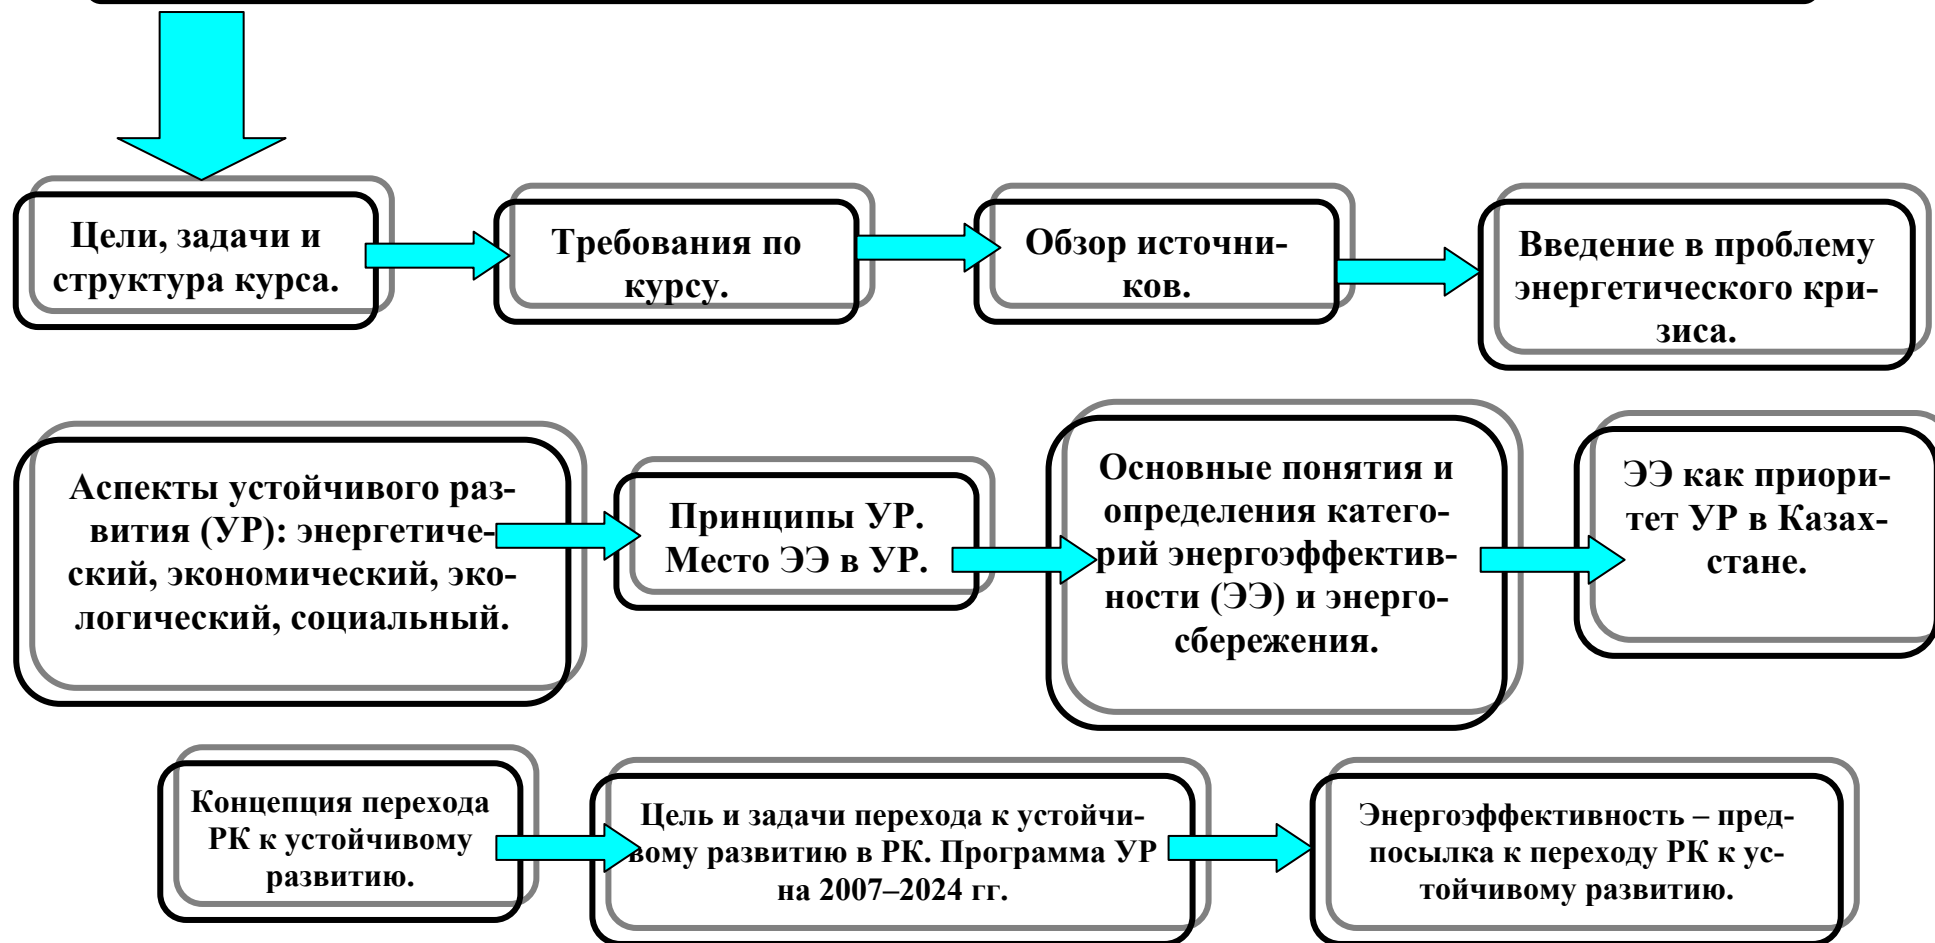 Цели, задачи и
структура курса.
Требования по
курсу.
Обзор источни-
ков.
Введение в проблему
энергетического кри-
зиса.
Аспекты устойчивого раз-
вития (УР): энергетиче-
ский, экономический, эко-
логический, социальный.
Принципы УР.
Место ЭЭ в УР.
Основные понятия и
определения катего-
рий энергоэффектив-
ности (ЭЭ) и энерго-
сбережения.
ЭЭ как приори-
тет УР в Казах-
стане.
Концепция перехода
РК к устойчивому
развитию.
Цель и задачи перехода к устойчи-
вому развитию в РК. Программа УР
на 2007–2024 гг.
Энергоэффективность – пред-
посылка к переходу РК к ус-
тойчивому развитию.